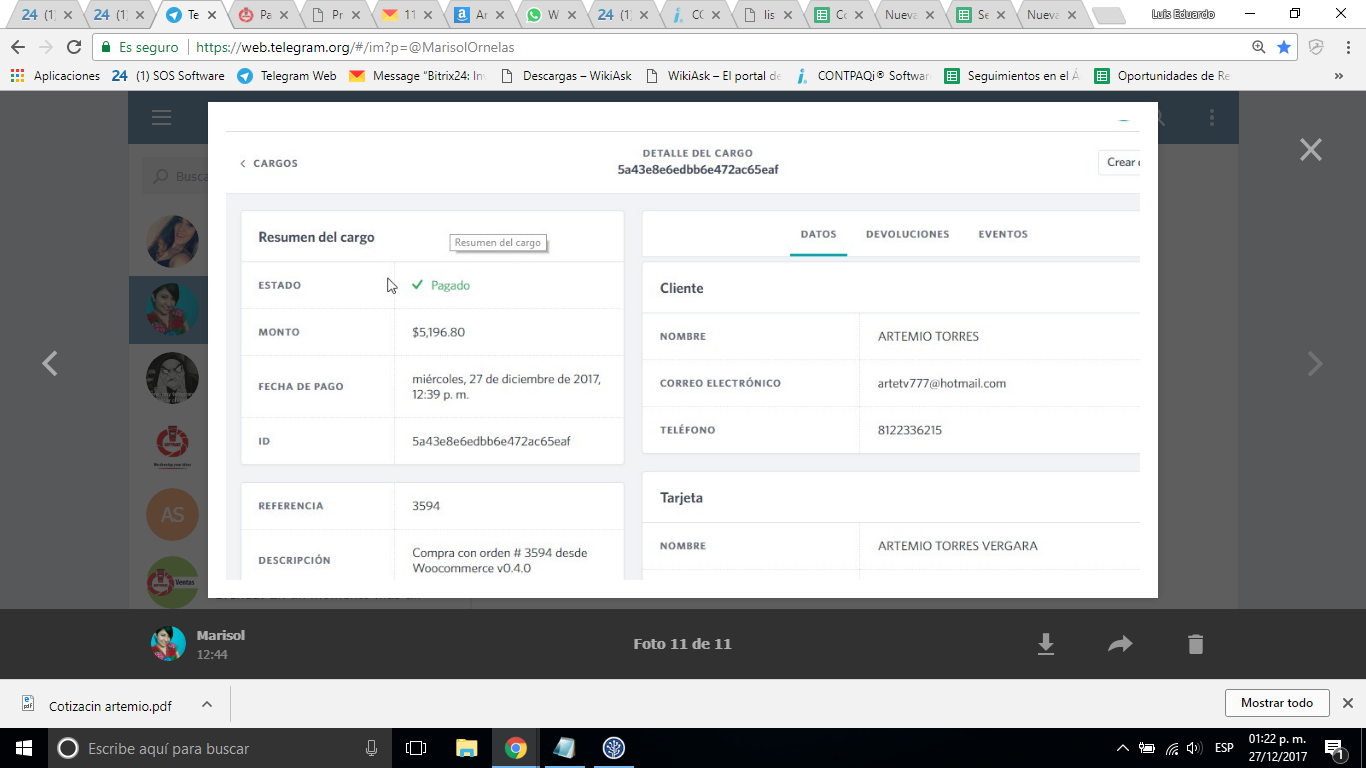 24 (1)
24 (1)
Te
Pa
Pr
11
Ar
W
24 (1)
CC
lis
Cc
Nueva
Se
Nueva
Luis Eduardo
Es seguro
https://web.telegram.org/#/im?p=@MarisolOrnelas
Aplicaciones
24 (1) SOS Software
Telegram Web
Message "Bitrix24: In
Descargas – WikiAsk
WikiAsk – El portal de
CONTPAQi® Softwar
Seguimientos en el Á
Oportunidades de Re
»
Busca
CARGOS
DETALLE DEL CARGO
5a43e8e6edbb6e472ac65eaf
Crear
Resumen del cargo
Resumen del cargo
ESTADO
Pagado
MONTO
$5,196.80
FECHA DE PAGO
miércoles, 27 de diciembre de 2017,
12:39 p. m.
ID
5a43e8e6edbb6e472ac65eaf
REFERENCIA
3594
DESCRIPCIÓN
Compra con orden # 3594 desde
Woocommerce v0.4.0
DATOS
DEVOLUCIONES
EVENTOS
Cliente
NOMBRE
ARTEMIO TORRES
CORREO ELECTRÓNICO
artetv777@hotmail.com
TELÉFONO
8122336215
Tarjeta
NOMBRE
ARTEMIO TORRES VERGARA
AS
Ventas
Marisol
12:44
Foto 11 de 11
Cotizacin artemio.pdf
Mostrar todo
Escribe aquí para buscar
ESP
01:22 p. m.
27/12/2017
1